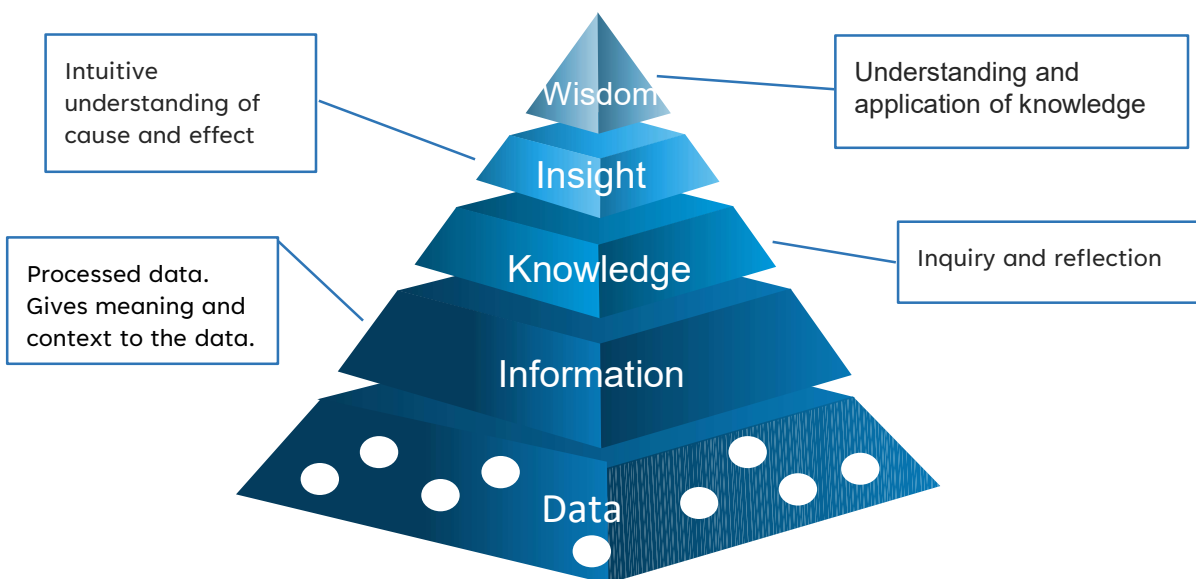 Intuitive
understanding of
cause and effect
Understanding and
application of knowledge
Wisdom
Insight
Knowledge
Inquiry and reflection
Processed data.
Gives meaning and
context to the data.
Information
Data